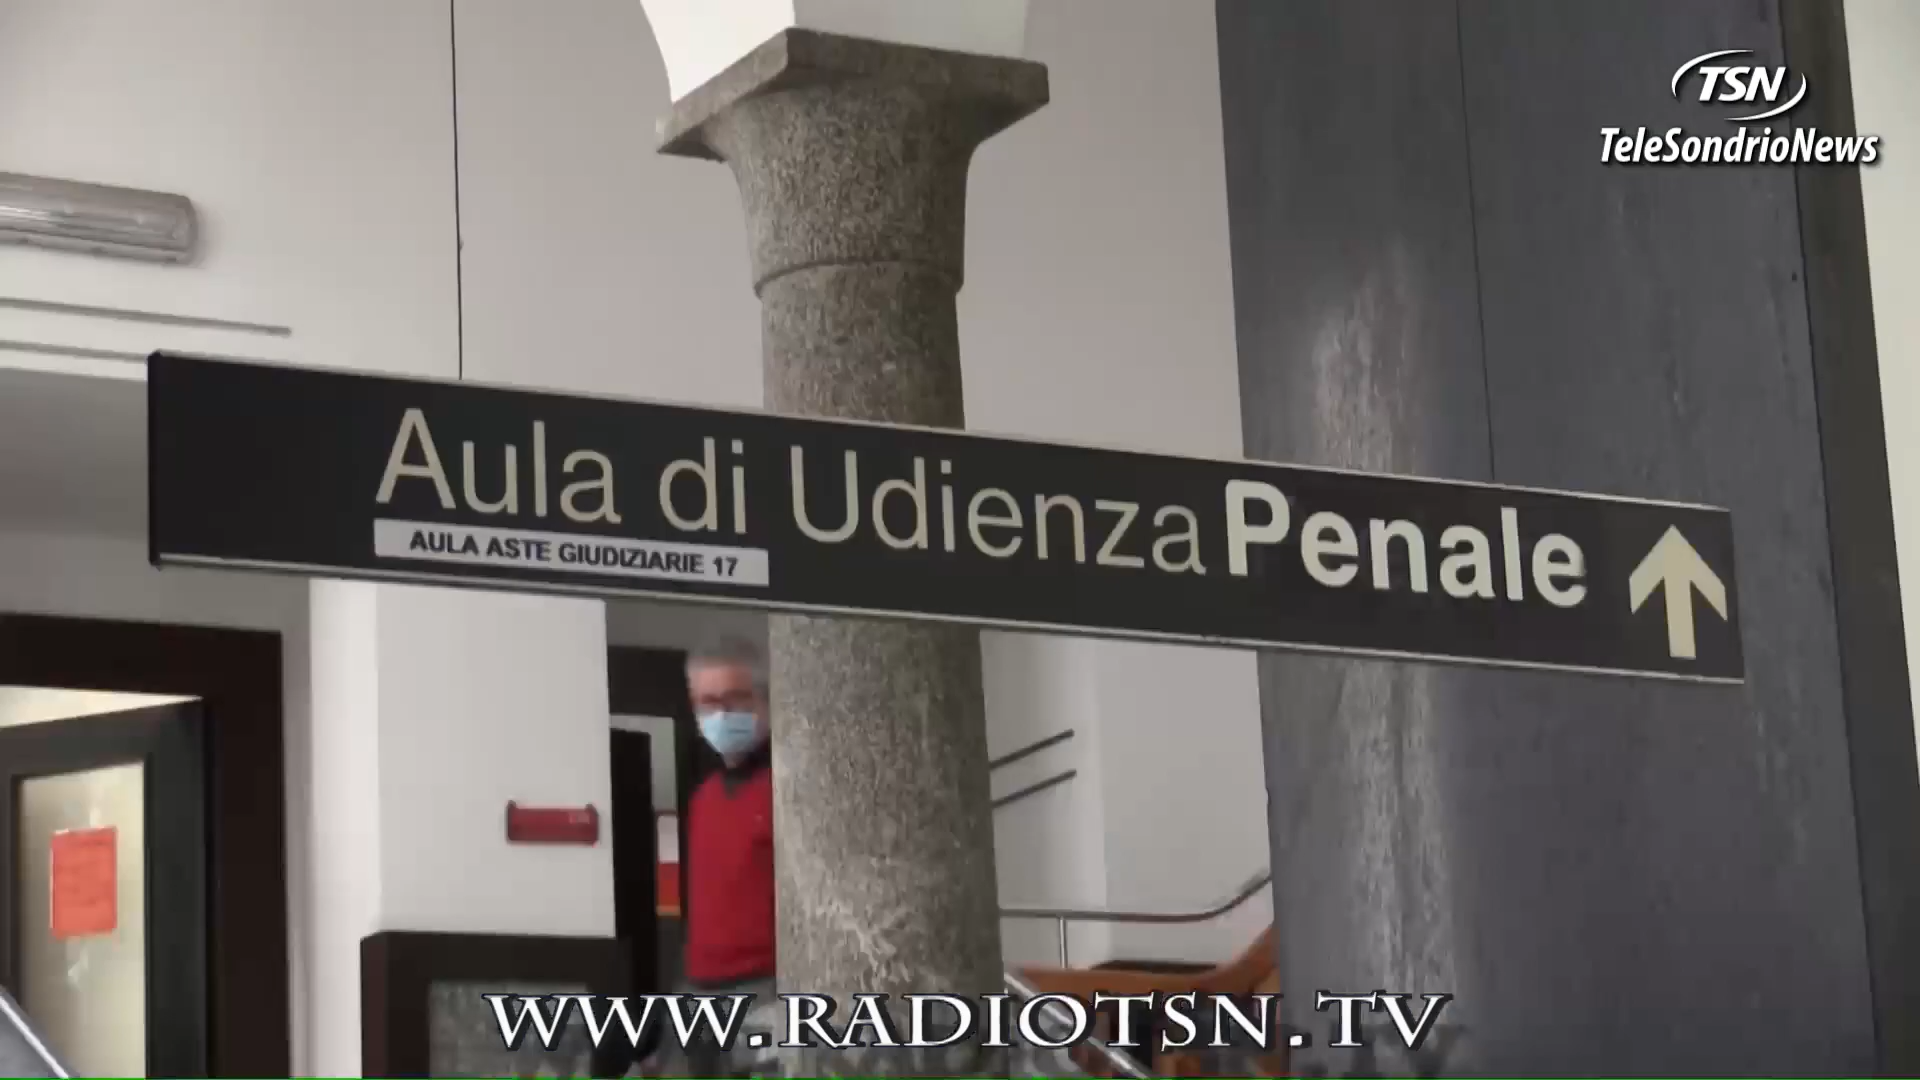 TSN
TeleSondrioNews
Aula di Udienza Penale
AULA ASTE GIUDIZIARIE 17
WWW.RADIOTSN.TV